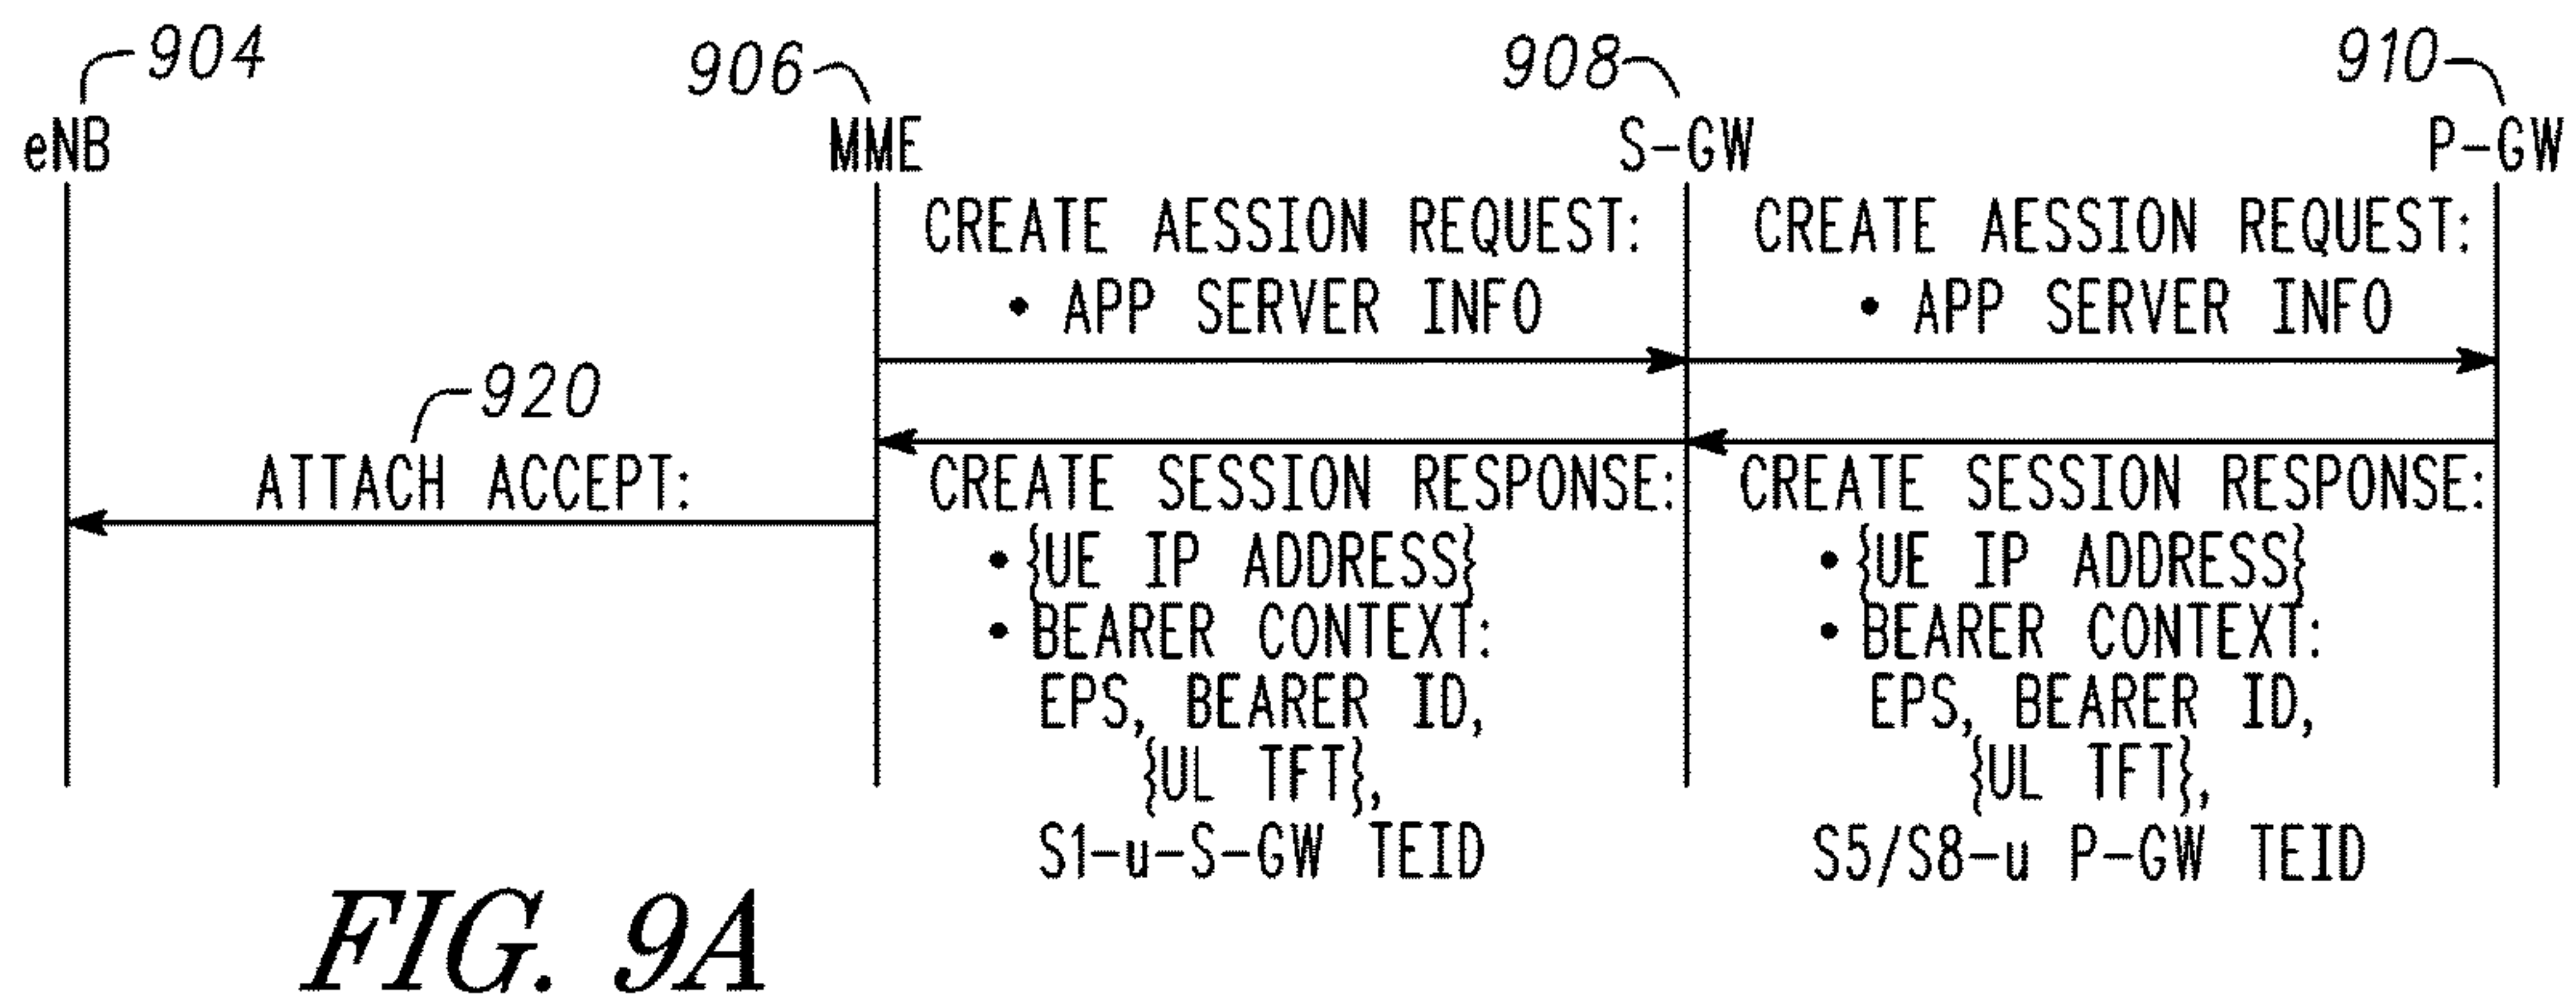 904
906
908
910
eNB
MME
S-GW
P-GW
CREATE AESSION REQUEST:
• APP SERVER INFO
CREATE AESSION REQUEST:
• APP SERVER INFO
920
ATTACH ACCEPT:
CREATE SESSION RESPONSE:
• {UE IP ADDRESS}
• BEARER CONTEXT:
EPS, BEARER ID,
{UL TFT},
S1-u-S-GW TEID
CREATE SESSION RESPONSE:
• {UE IP ADDRESS}
• BEARER CONTEXT:
EPS, BEARER ID,
{UL TFT},
S5/S8-u P-GW TEID
FIG. 9A